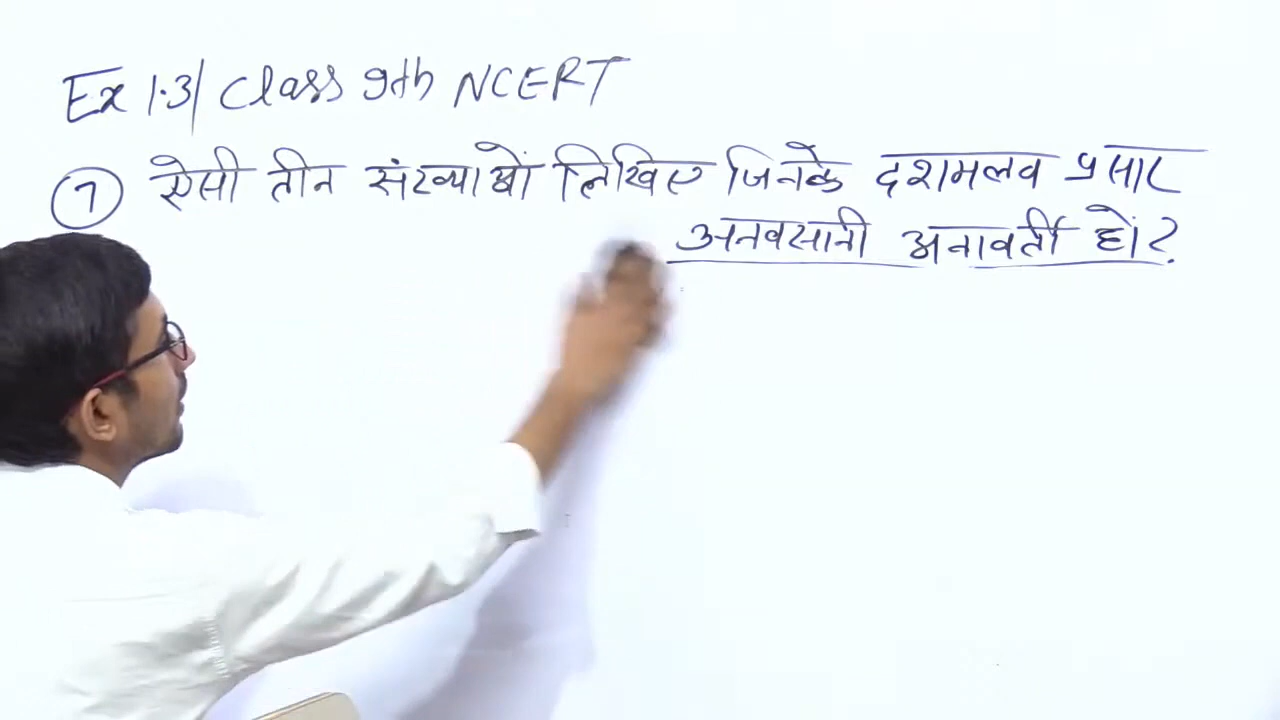 Ex 1.3| Class 9th NCERT
7 ऐसी तीन संख्याओं लिखिए जिनके दशमलव प्रसार
अनवसानी अनावर्ती हों?